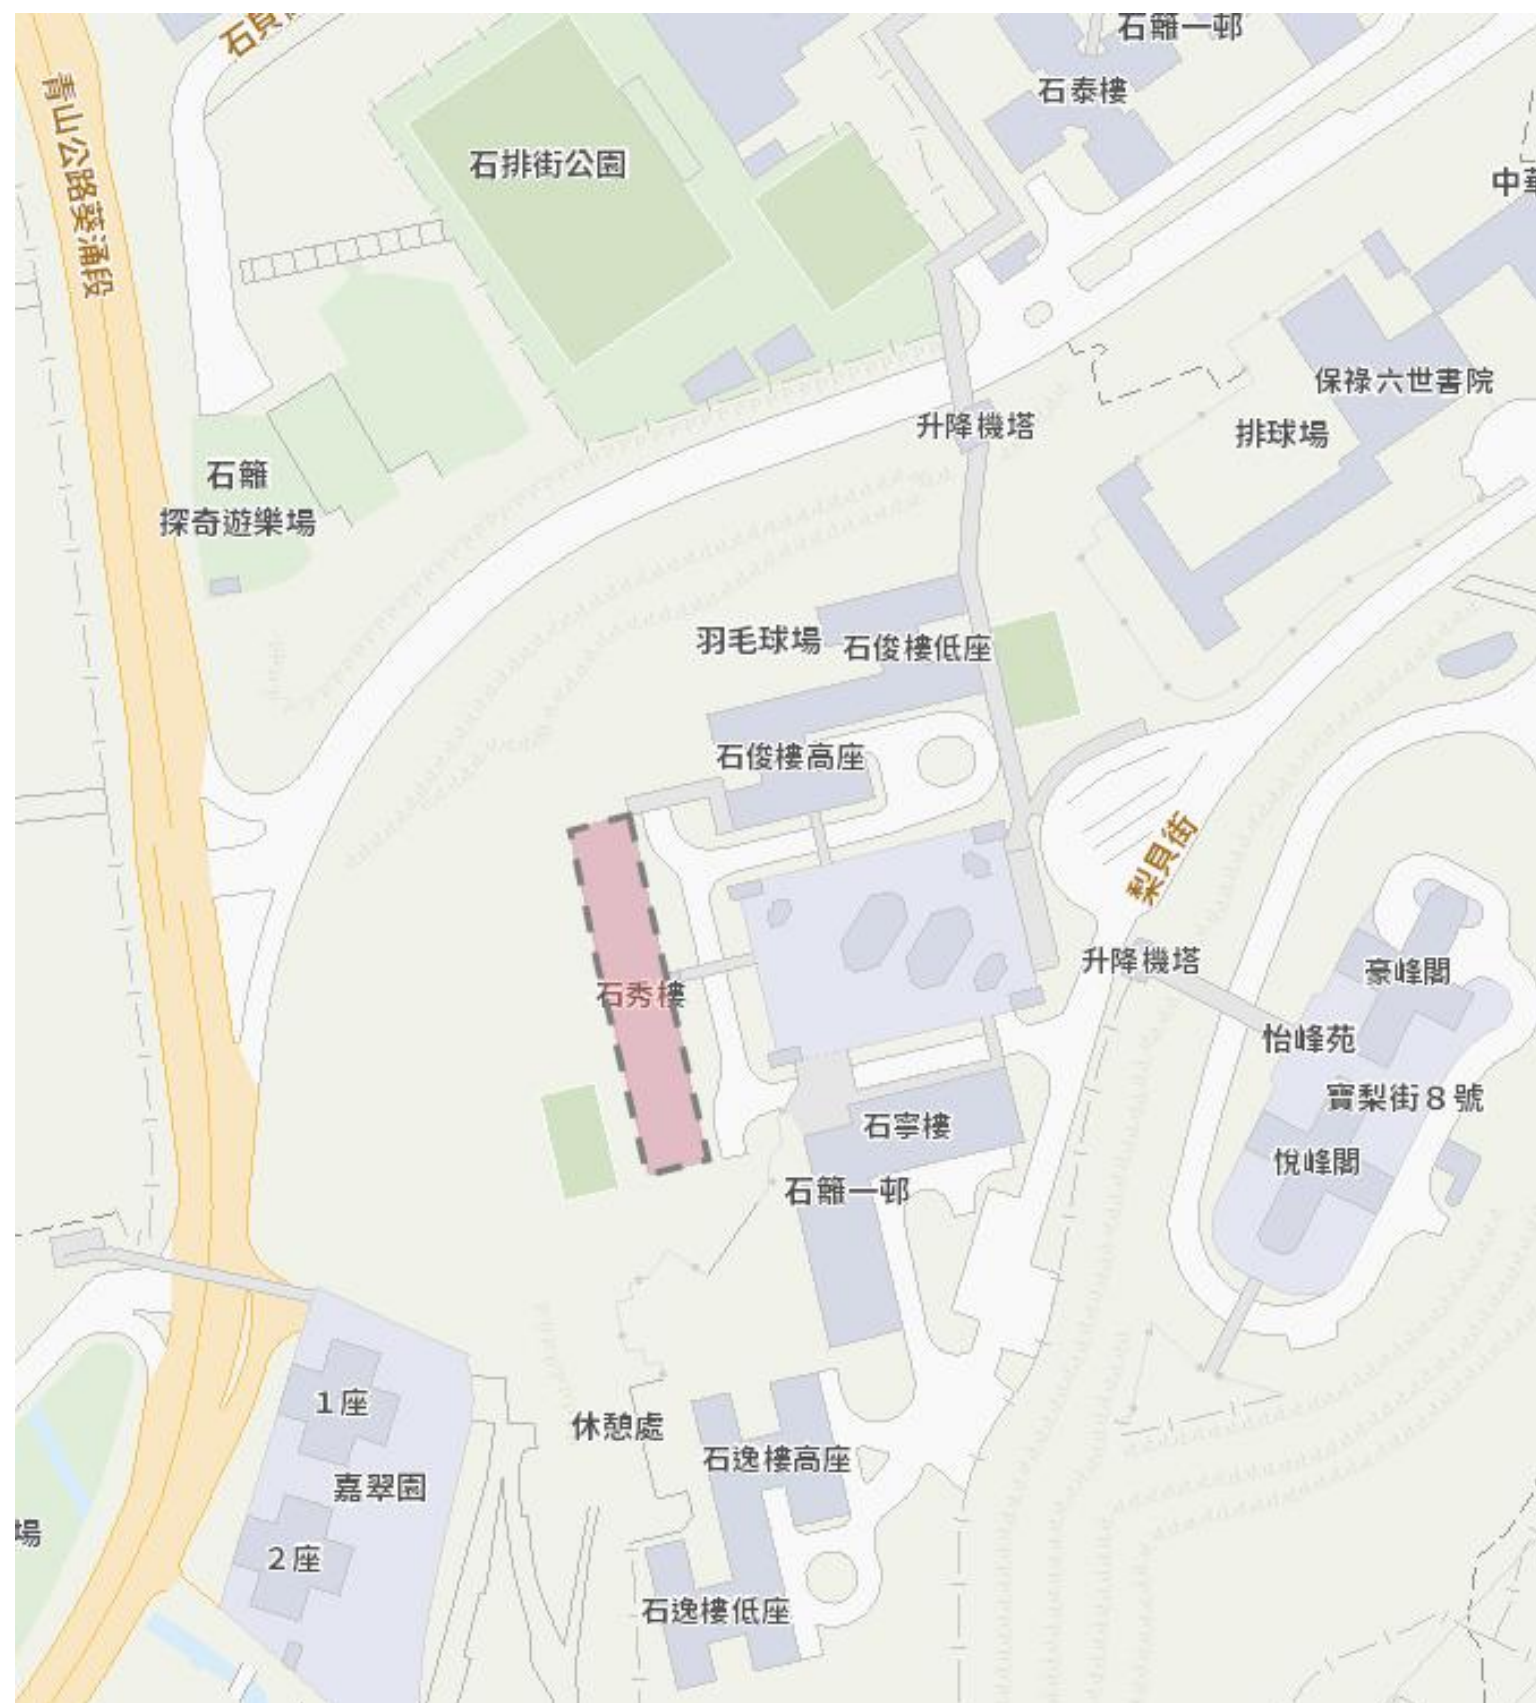 石籬一邨
石泰樓
青山公路葵涌段
石排街公園
保祿六世書院
升降機塔
排球場
石籬
探奇遊樂場
羽毛球場
石俊樓低座
石俊樓高座
梨貝街
升降機塔
豪峰閣
石秀樓
怡峰苑
寶梨街8號
石寧樓
悅峰閣
石籬一邨
1座
休憩處
石逸樓高座
嘉翠園
場
2座
石逸樓低座